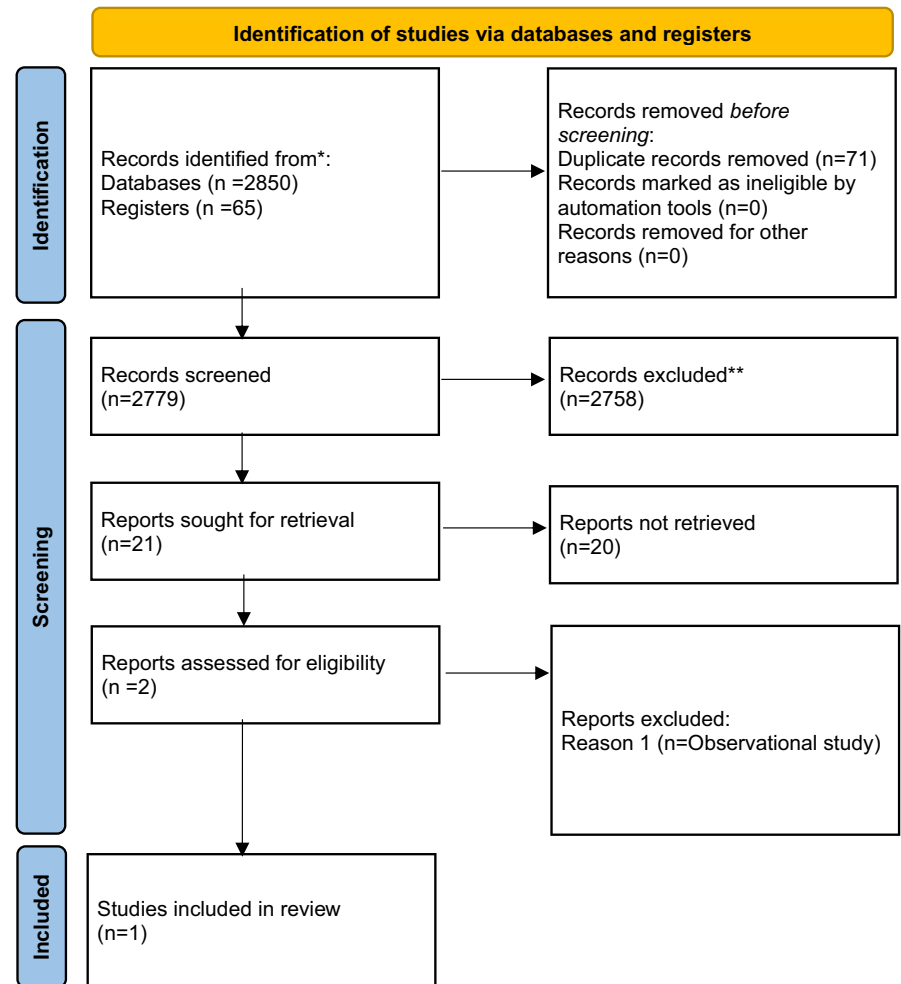 Identification of studies via databases and registers
Identification
Records identified from*:
Databases (n =2850)
Registers (n =65)
Records removed before
screening:
Duplicate records removed (n=71)
Records marked as ineligible by
automation tools (n=0)
Records removed for other
reasons (n=0)
Screening
Records screened
(n=2779)
Records excluded**
(n=2758)
Reports sought for retrieval
(n=21)
Reports not retrieved
(n=20)
Reports assessed for eligibility
(n =2)
Reports excluded:
Reason 1 (n=Observational study)
Included
Studies included in review
(n=1)